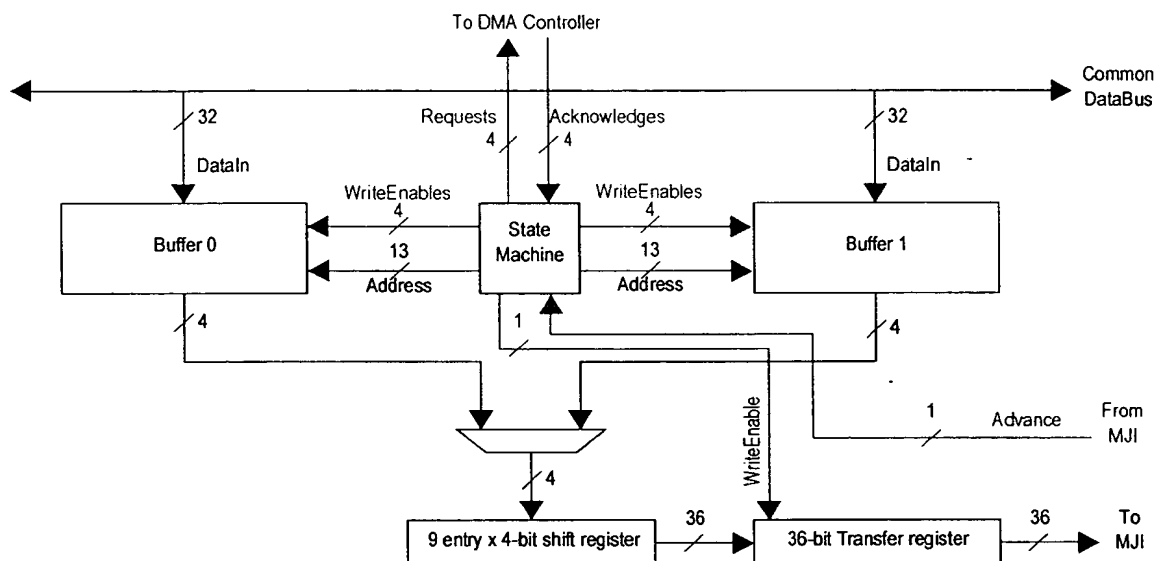 To DMA Controller
Common
DataBus
32
Requests
4
Acknowledges
4
32
DataIn
DataIn
WriteEnables
4
WriteEnables
4
Buffer 0
State
Machine
Buffer 1
13
Address
13
Address
4
1
4
WriteEnable
1
Advance
From
MJI
4
9 entry x 4-bit shift register
36
36-bit Transfer register
36
To
MJI